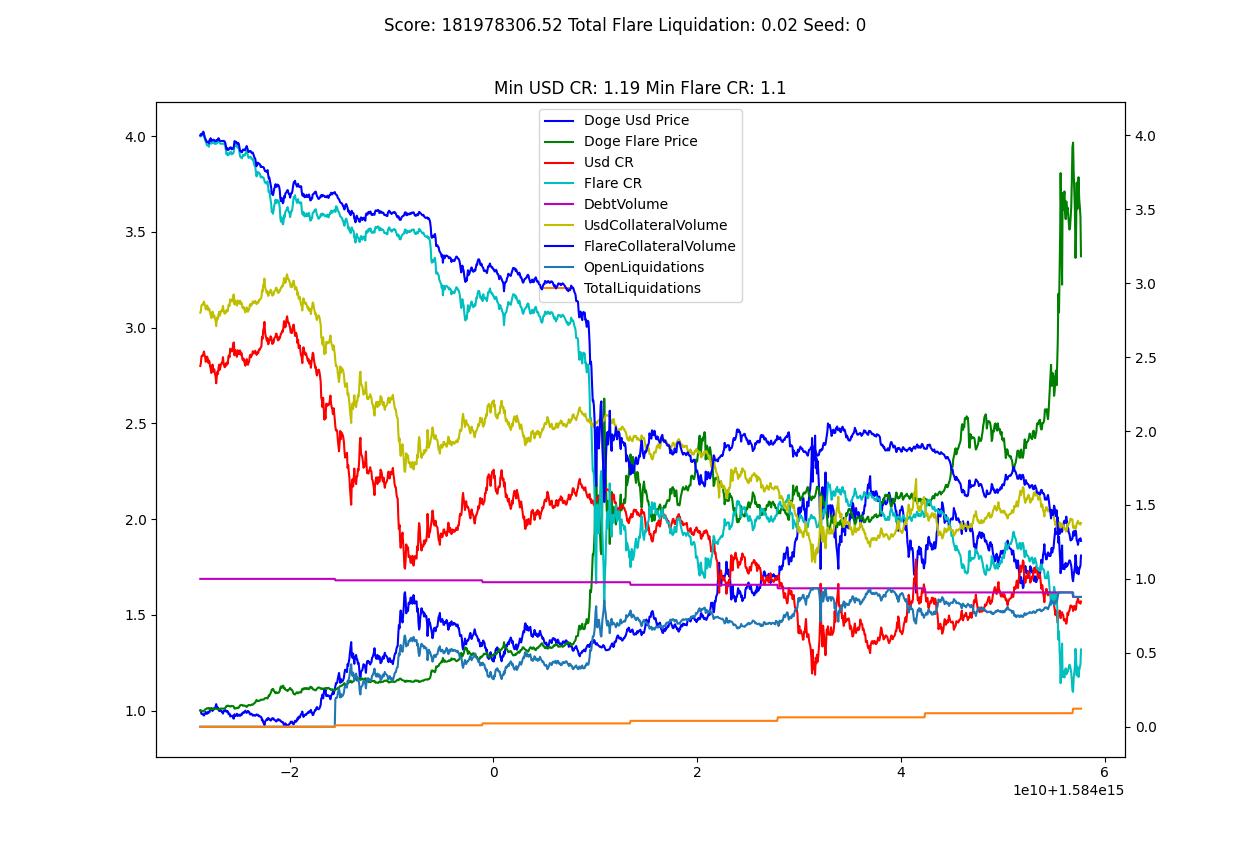 Score: 181978306.52 Total Flare Liquidation: 0.02 Seed: 0
Min USD CR: 1.19 Min Flare CR: 1.1
Doge Usd Price
Doge Flare Price
Usd CR
Flare CR
DebtVolume
UsdCollateralVolume
FlareCollateralVolume
OpenLiquidations
TotalLiquidations
4.0
3.5
3.0
2.5
2.0
1.5
1.0
4.0
3.5
3.0
2.5
2.0
1.5
1.0
0.5
0.0
−2
0
2
4
6
1e10+1.584e15